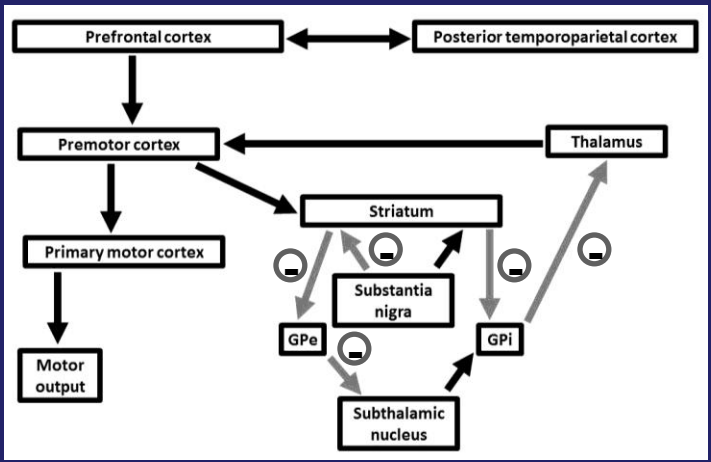 Prefrontal cortex
Posterior temporoparietal cortex
Premotor cortex
Thalamus
Striatum
Primary motor cortex
-
-
-
-
Substantia
nigra
GPe
-
GPi
Motor
output
Subthalamic
nucleus